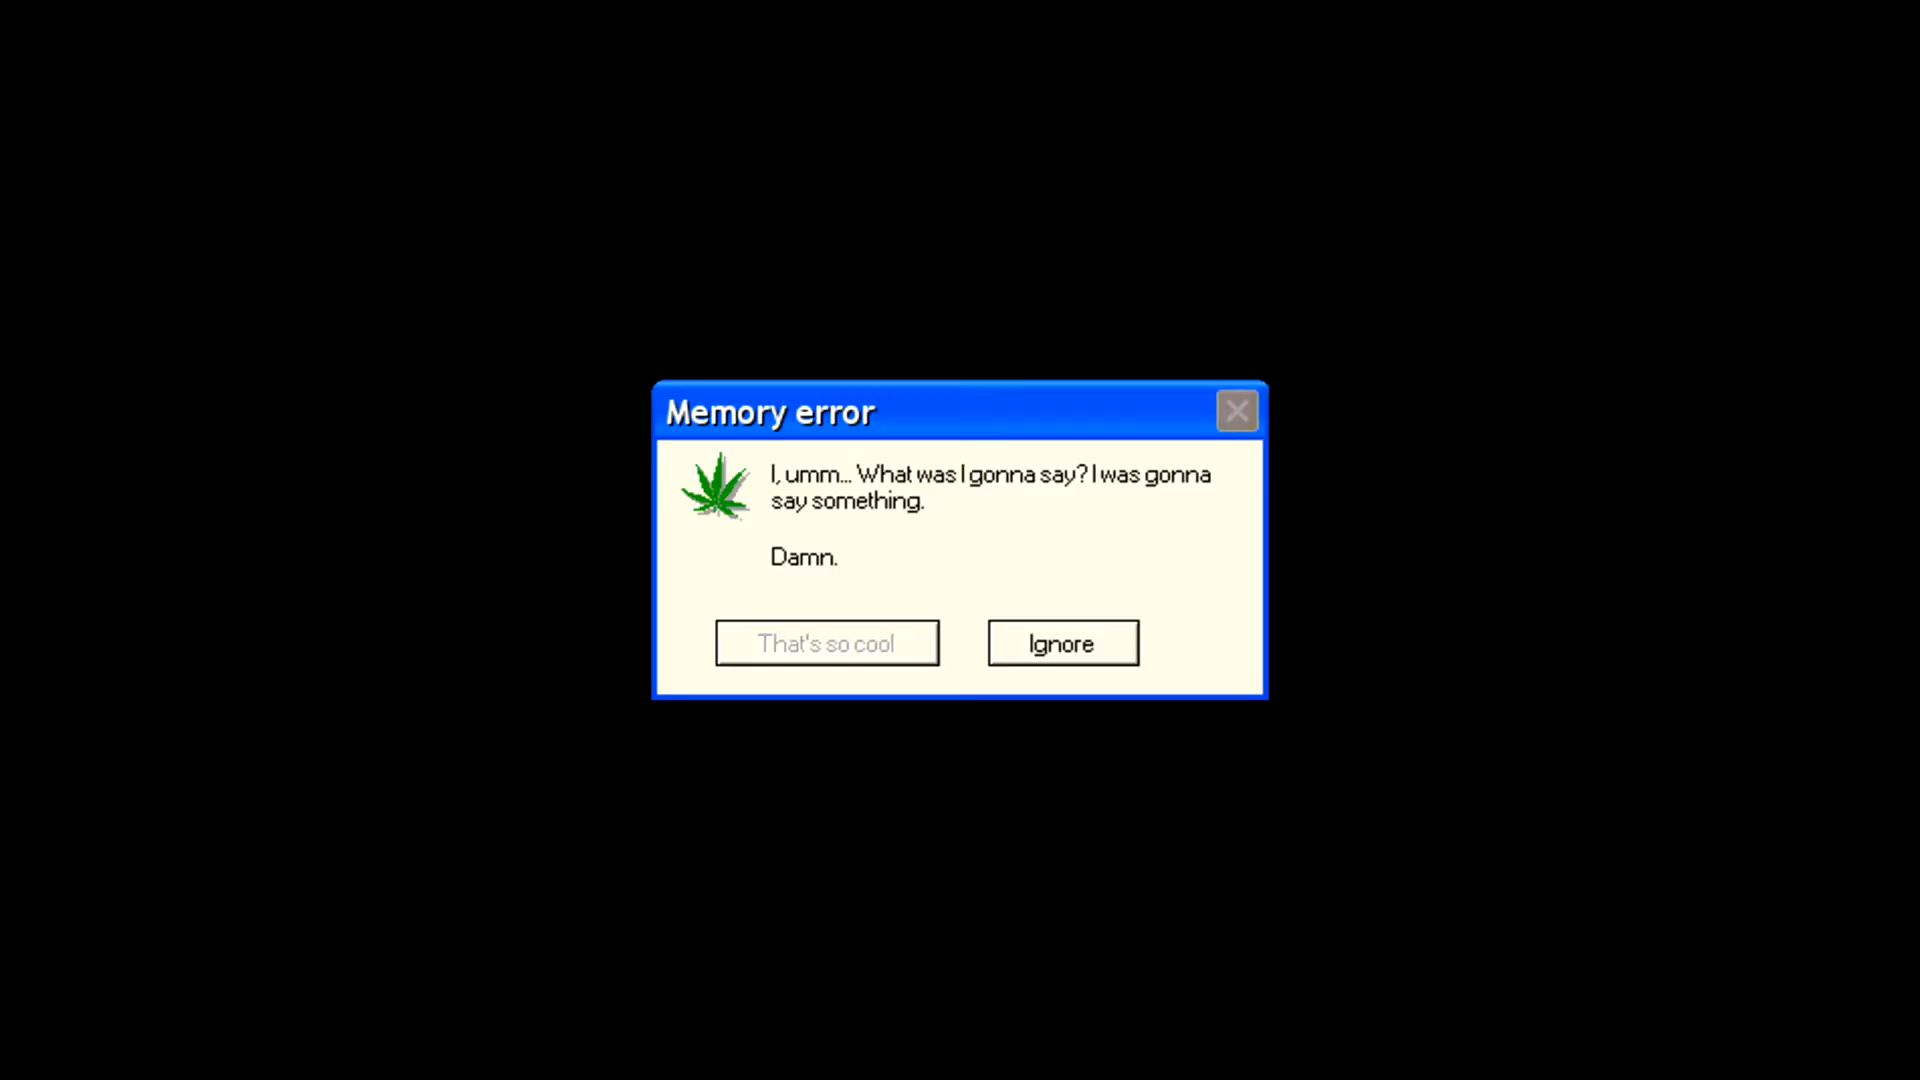 Memory error
I, umm... What was I gonna say? I was gonna
say something.
Damn.
That's so cool
Ignore